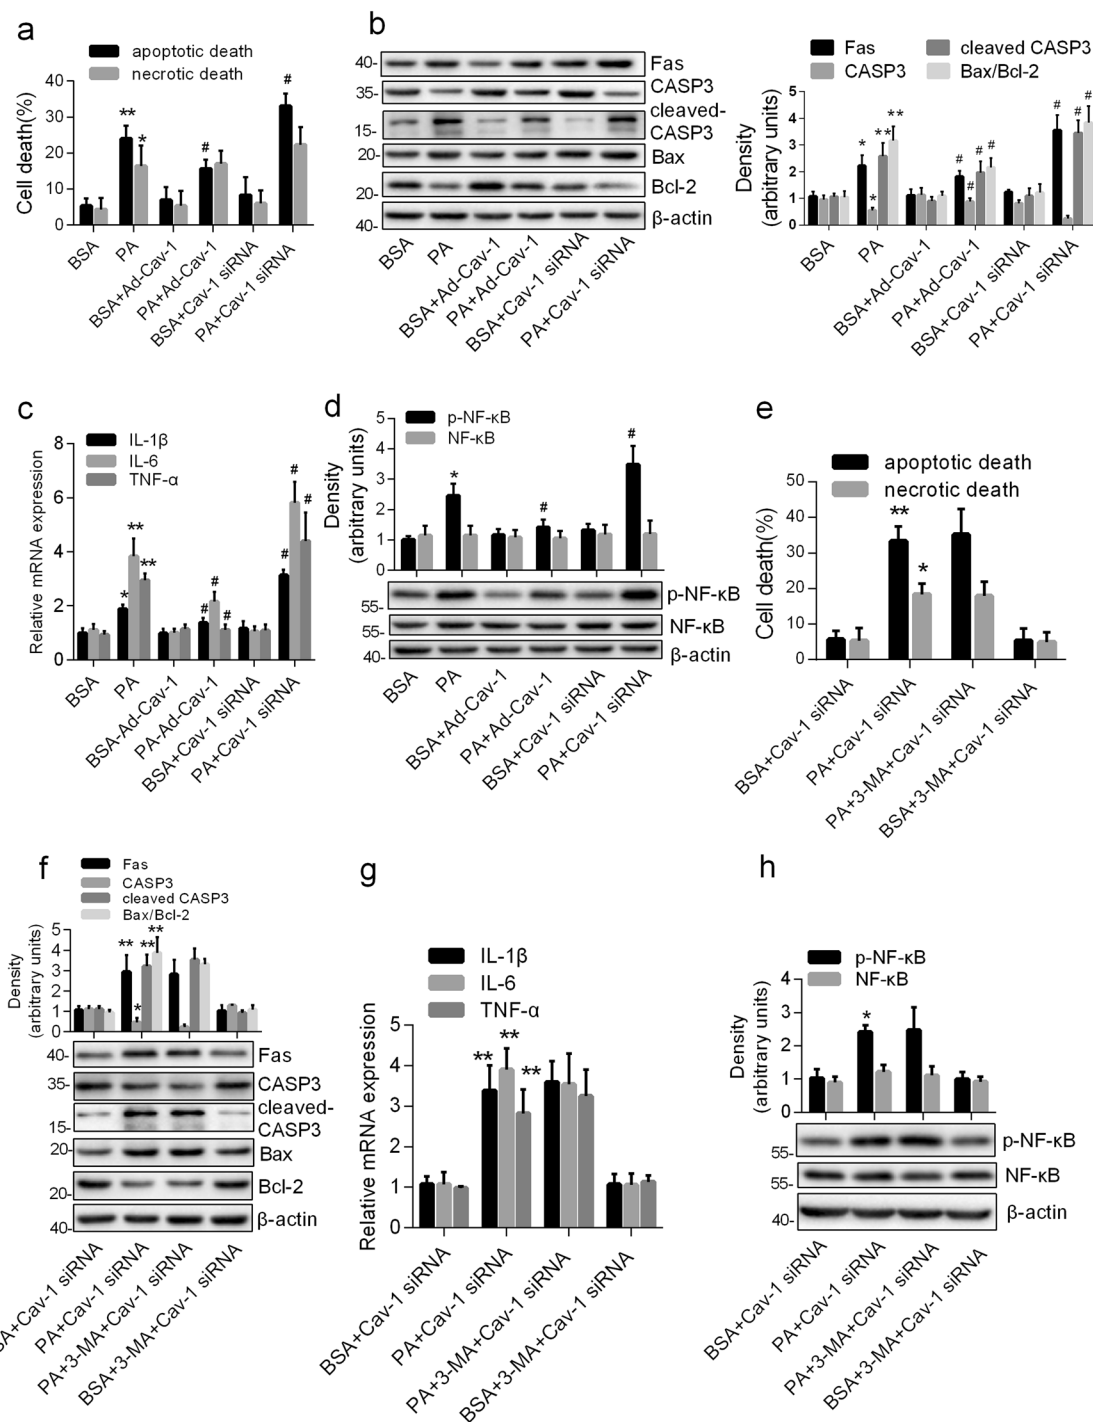 a
apoptotic death
necrotic death
Cell death(%)
40
30
20
10
0
**
*
#
#
BSA
PA
BSA+Ad-Cav-1
PA+Ad-Cav-1
BSA+Cav-1 siRNA
PA+Cav-1 siRNA
b
40-
35-
15-
20-
20-
40-
Fas
CASP3
cleaved-
CASP3
Bax
Bcl-2
β-actin
BSA
PA
BSA+Ad-Cav-1
PA+Ad-Cav-1
BSA+Cav-1 siRNA
PA+Cav-1 siRNA
Fas
CASP3
cleaved CASP3
Bax/Bcl-2
Density
(arbitrary units)
5
4
3
2
1
0
*
*
**
**
#
#
#
#
#
#
#
BSA
PA
BSA+Ad-Cav-1
PA+Ad-Cav-1
BSA+Cav-1 siRNA
PA+Cav-1 siRNA
c
IL-1β
IL-6
TNF-α
Relative mRNA expression
8
6
4
2
0
*
**
**
#
#
#
#
#
#
BSA
PA
BSA-Ad-Cav-1
PA-Ad-Cav-1
BSA+Cav-1 siRNA
PA+Cav-1 siRNA
d
p-NF-κB
NF-κB
Density
(arbitrary units)
5
4
3
2
1
0
*
#
#
55-
55-
40-
p-NF-κB
NF-κB
β-actin
BSA
PA
BSA+Ad-Cav-1
PA+Ad-Cav-1
BSA+Cav-1 siRNA
PA+Cav-1 siRNA
e
apoptotic death
necrotic death
Cell death(%)
50
40
30
20
10
0
**
*
BSA+Cav-1 siRNA
PA+Cav-1 siRNA
PA+3-MA+Cav-1 siRNA
BSA+3-MA+Cav-1 siRNA
f
Fas
CASP3
cleaved CASP3
Bax/Bcl-2
Density
(arbitrary units)
5
4
3
2
1
0
**
*
**
**
40-
35-
15-
20-
20-
40-
Fas
CASP3
cleaved-
CASP3
Bax
Bcl-2
β-actin
SA+Cav-1 siRNA
PA+Cav-1 siRNA
PA+3-MA+Cav-1 siRNA
BSA+3-MA+Cav-1 siRNA
g
IL-1β
IL-6
TNF-α
Relative mRNA expression
5
4
3
2
1
0
**
**
**
BSA+Cav-1 siRNA
PA+Cav-1 siRNA
PA+3-MA+Cav-1 siRNA
BSA+3-MA+Cav-1 siRNA
h
p-NF-κB
NF-κB
Density
(arbitrary units)
4
3
2
1
0
*
55-
55-
40-
p-NF-κB
NF-κB
β-actin
BSA+Cav-1 siRNA
PA+Cav-1 siRNA
PA+3-MA+Cav-1 siRNA
BSA+3-MA+Cav-1 siRNA